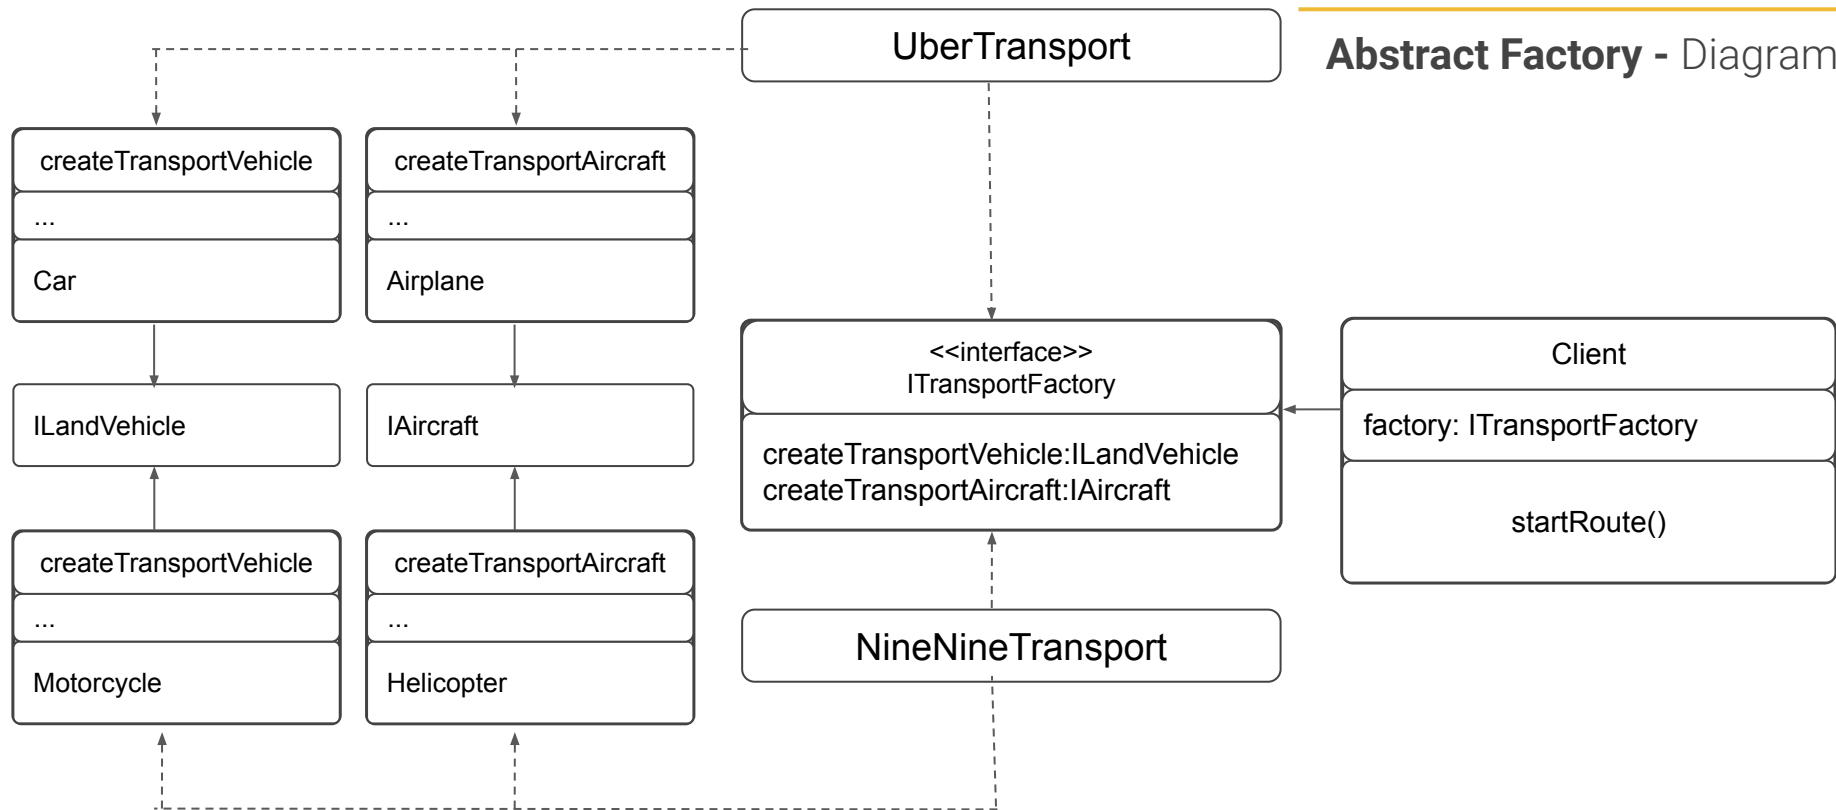 UberTransport
Abstract Factory - Diagram
createTransportVehicle
...
Car
createTransportAircraft
...
Airplane
ILandVehicle
IAircraft
<<interface>>
ITransportFactory
createTransportVehicle:ILandVehicle
createTransportAircraft:IAircraft
Client
factory: ITransportFactory
startRoute()
createTransportVehicle
...
Motorcycle
createTransportAircraft
...
Helicopter
NineNineTransport